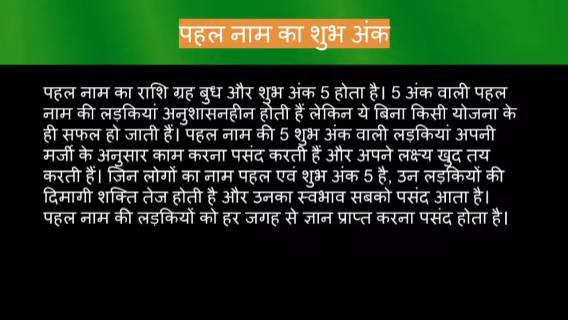 पहल नाम का शुभ अंक
पहल नाम का राशि ग्रह बुध और शुभ अंक 5 होता है। 5 अंक वाली पहल
नाम की लड़कियां अनुशासनहीन होती हैं लेकिन ये बिना किसी योजना के
ही सफल हो जाती हैं। पहल नाम की 5 शुभ अंक वाली लड़कियां अपनी
मर्जी के अनुसार काम करना पसंद करती हैं और अपने लक्ष्य खुद तय
करती हैं। जिन लोगों का नाम पहल एवं शुभ अंक 5 है, उन लड़कियों की
दिमागी शक्ति तेज होती है और उनका स्वभाव सबको पसंद आता है।
पहल नाम की लड़कियों को हर जगह से ज्ञान प्राप्त करना पसंद होता है।